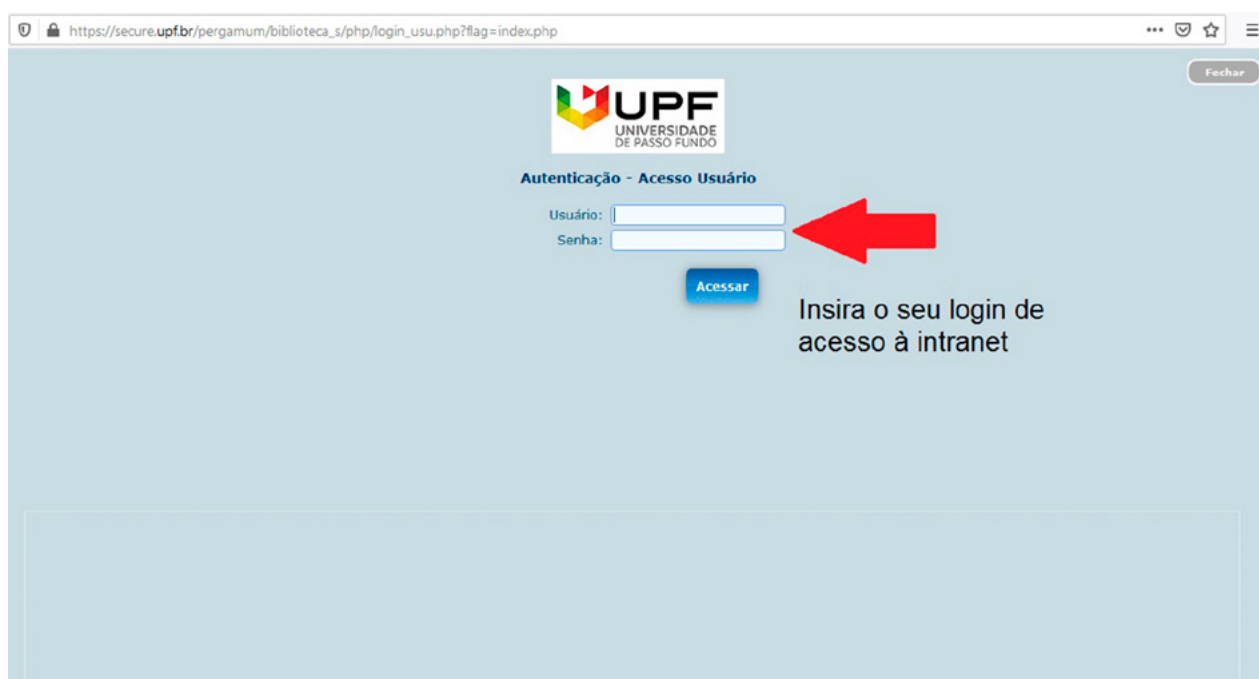 https://secure.upf.br/pergamum/biblioteca_s/php/login_usu.php?flag=index.php
Fechar
UPF
UNIVERSIDADE
DE PASSO FUNDO
Autenticação - Acesso Usuário
Usuário:
Senha:
Acessar
Insira o seu login de
acesso à intranet